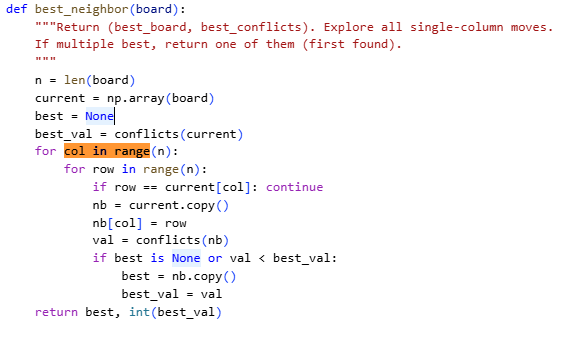 def best_neighbor(board):
    """Return (best_board, best_conflicts). Explore all single-column moves.
    If multiple best, return one of them (first found).
    """
    n = len(board)
    current = np.array(board)
    best = None
    best_val = conflicts(current)
    for col in range(n):
        for row in range(n):
            if row == current[col]: continue
            nb = current.copy()
            nb[col] = row
            val = conflicts(nb)
            if best is None or val < best_val:
                best = nb.copy()
                best_val = val
    return best, int(best_val)